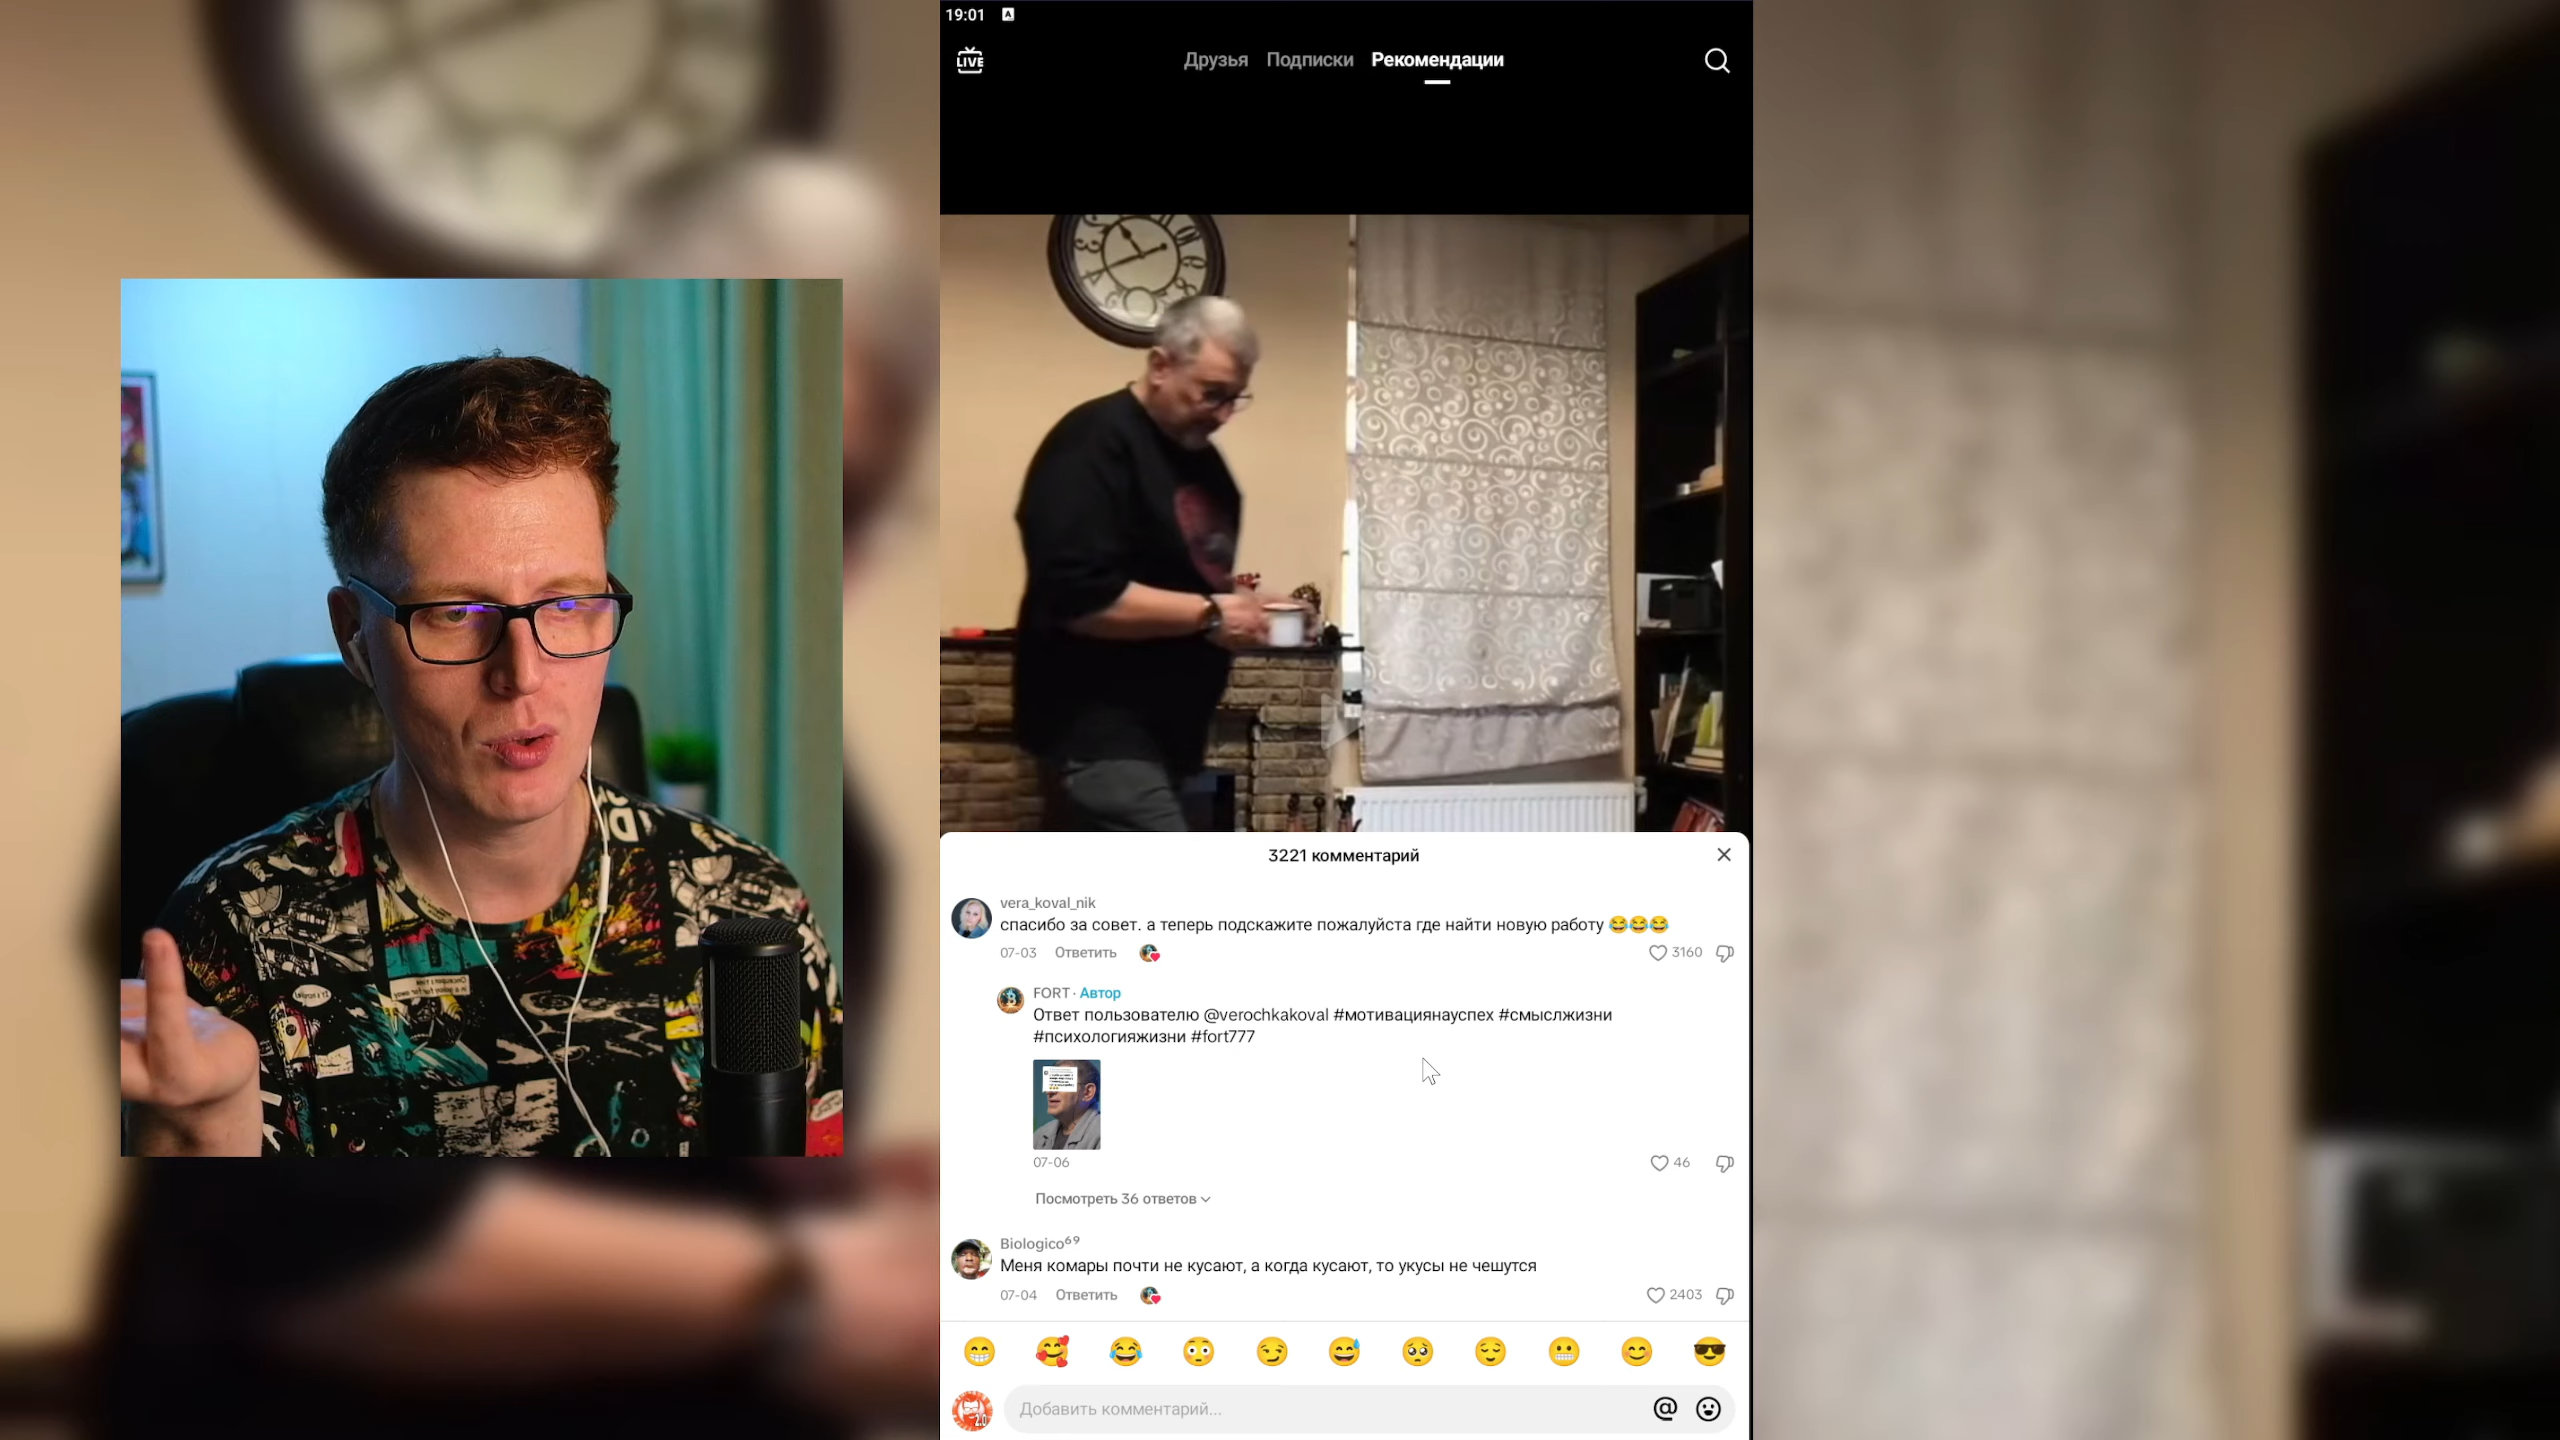 19:01
LIVE
Друзья Подписки Рекомендации
3221 комментарий
vera_koval_nik
спасибо за совет. а теперь подскажите пожалуйста где найти новую работу 😂😂😂
07-03 Ответить 3160
FORT · Автор
Ответ пользователю @verochkakoval #мотивациянауспех #смыслжизни
#психологияжизни #fort777
07-06 46
Посмотреть 36 ответов
Biologico⁶⁹
Меня комары почти не кусают, а когда кусают, то укусы не чешутся
07-04 Ответить 2403
😁 🥰 😂 😳 😏 😅 🥺 😌 😬 😊 😎
2.0
Добавить комментарий... @